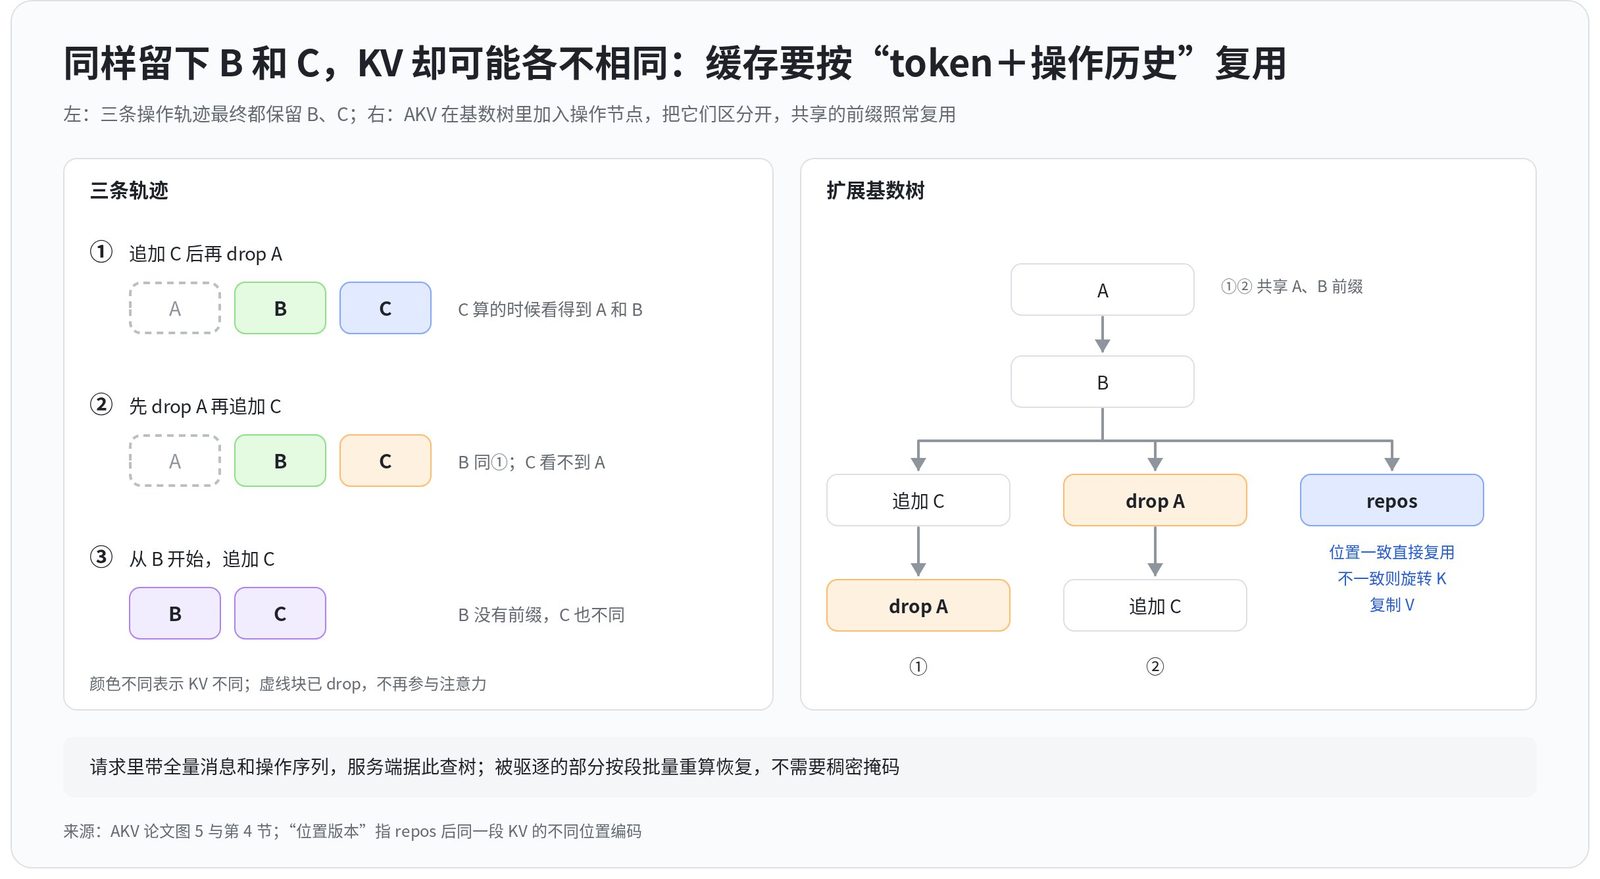 同样留下 B 和 C，KV 却可能各不相同：缓存要按“token＋操作历史”复用
左：三条操作轨迹最终都保留 B、C；右：AKV 在基数树里加入操作节点，把它们区分开，共享的前缀照常复用
三条轨迹
① 追加 C 后再 drop A
A B C C 算的时候看得到 A 和 B
② 先 drop A 再追加 C
A B C B 同①；C 看不到 A
③ 从 B 开始，追加 C
B C B 没有前缀，C 也不同
颜色不同表示 KV 不同；虚线块已 drop，不再参与注意力
扩展基数树
A ①② 共享 A、B 前缀
B
追加 C drop A repos
位置一致直接复用
不一致则旋转 K
复制 V
drop A 追加 C
① ②
请求里带全量消息和操作序列，服务端据此查树；被驱逐的部分按段批量重算恢复，不需要稠密掩码
来源：AKV 论文图 5 与第 4 节；“位置版本”指 repos 后同一段 KV 的不同位置编码